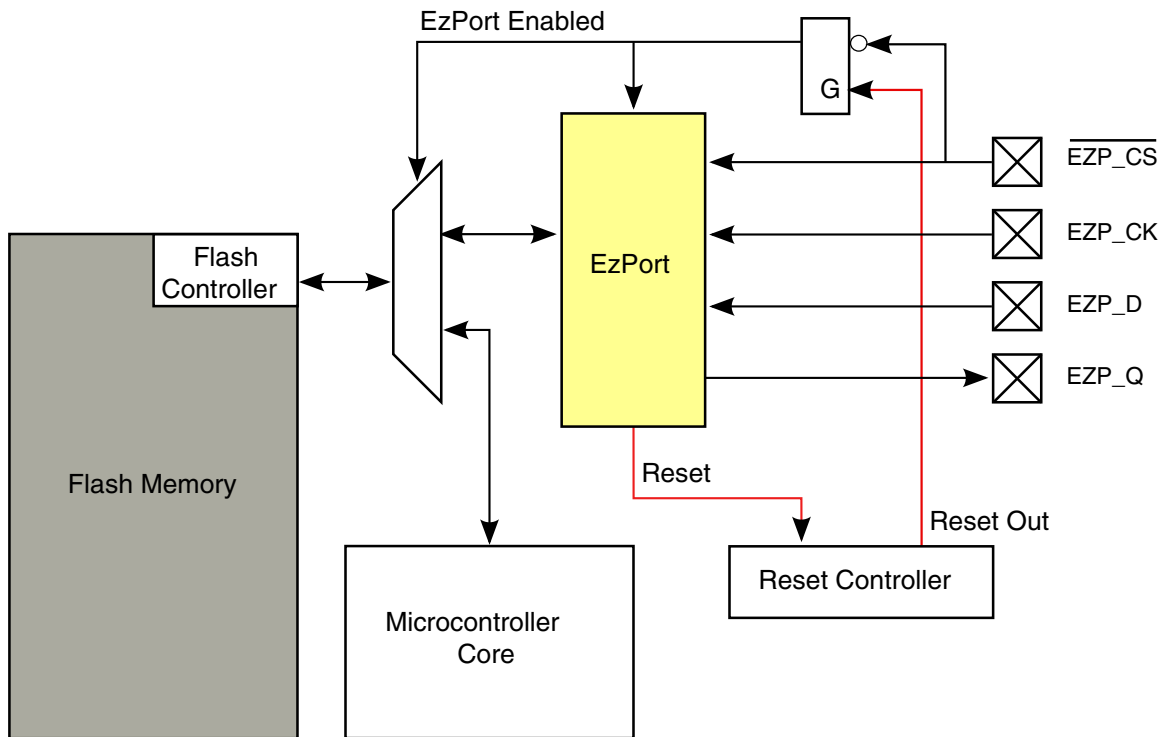 EzPort Enabled
G
EZP_CS
EZP_CK
EZP_D
EZP_Q
EzPort
Flash
Controller
Flash Memory
Reset
Reset Out
Reset Controller
Microcontroller
Core